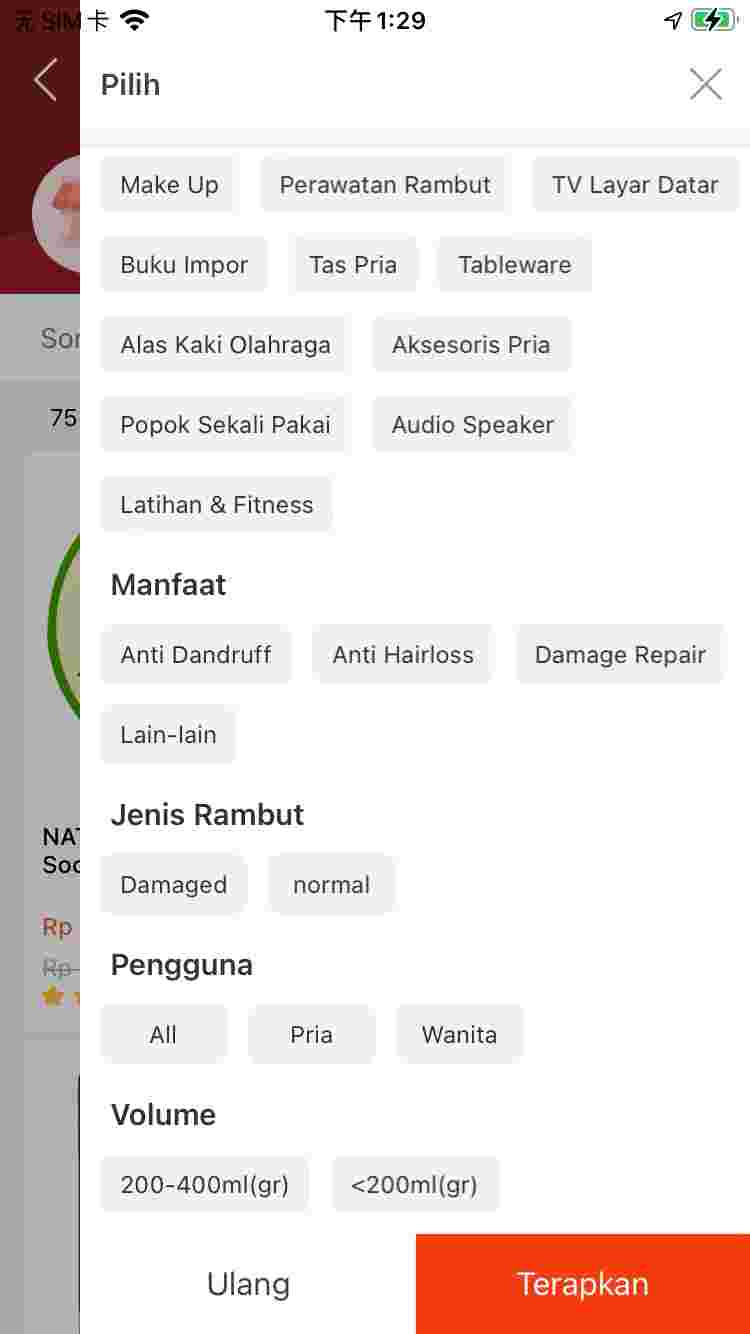 无 SIM 卡 下午1:29
Pilih
Make Up Perawatan Rambut TV Layar Datar
Buku Impor Tas Pria Tableware
Alas Kaki Olahraga Aksesoris Pria
Popok Sekali Pakai Audio Speaker
Latihan & Fitness
Manfaat
Anti Dandruff Anti Hairloss Damage Repair
Lain-lain
Jenis Rambut
Damaged normal
Pengguna
All Pria Wanita
Volume
200-400ml(gr) <200ml(gr)
Ulang Terapkan
75
Rp
Rp